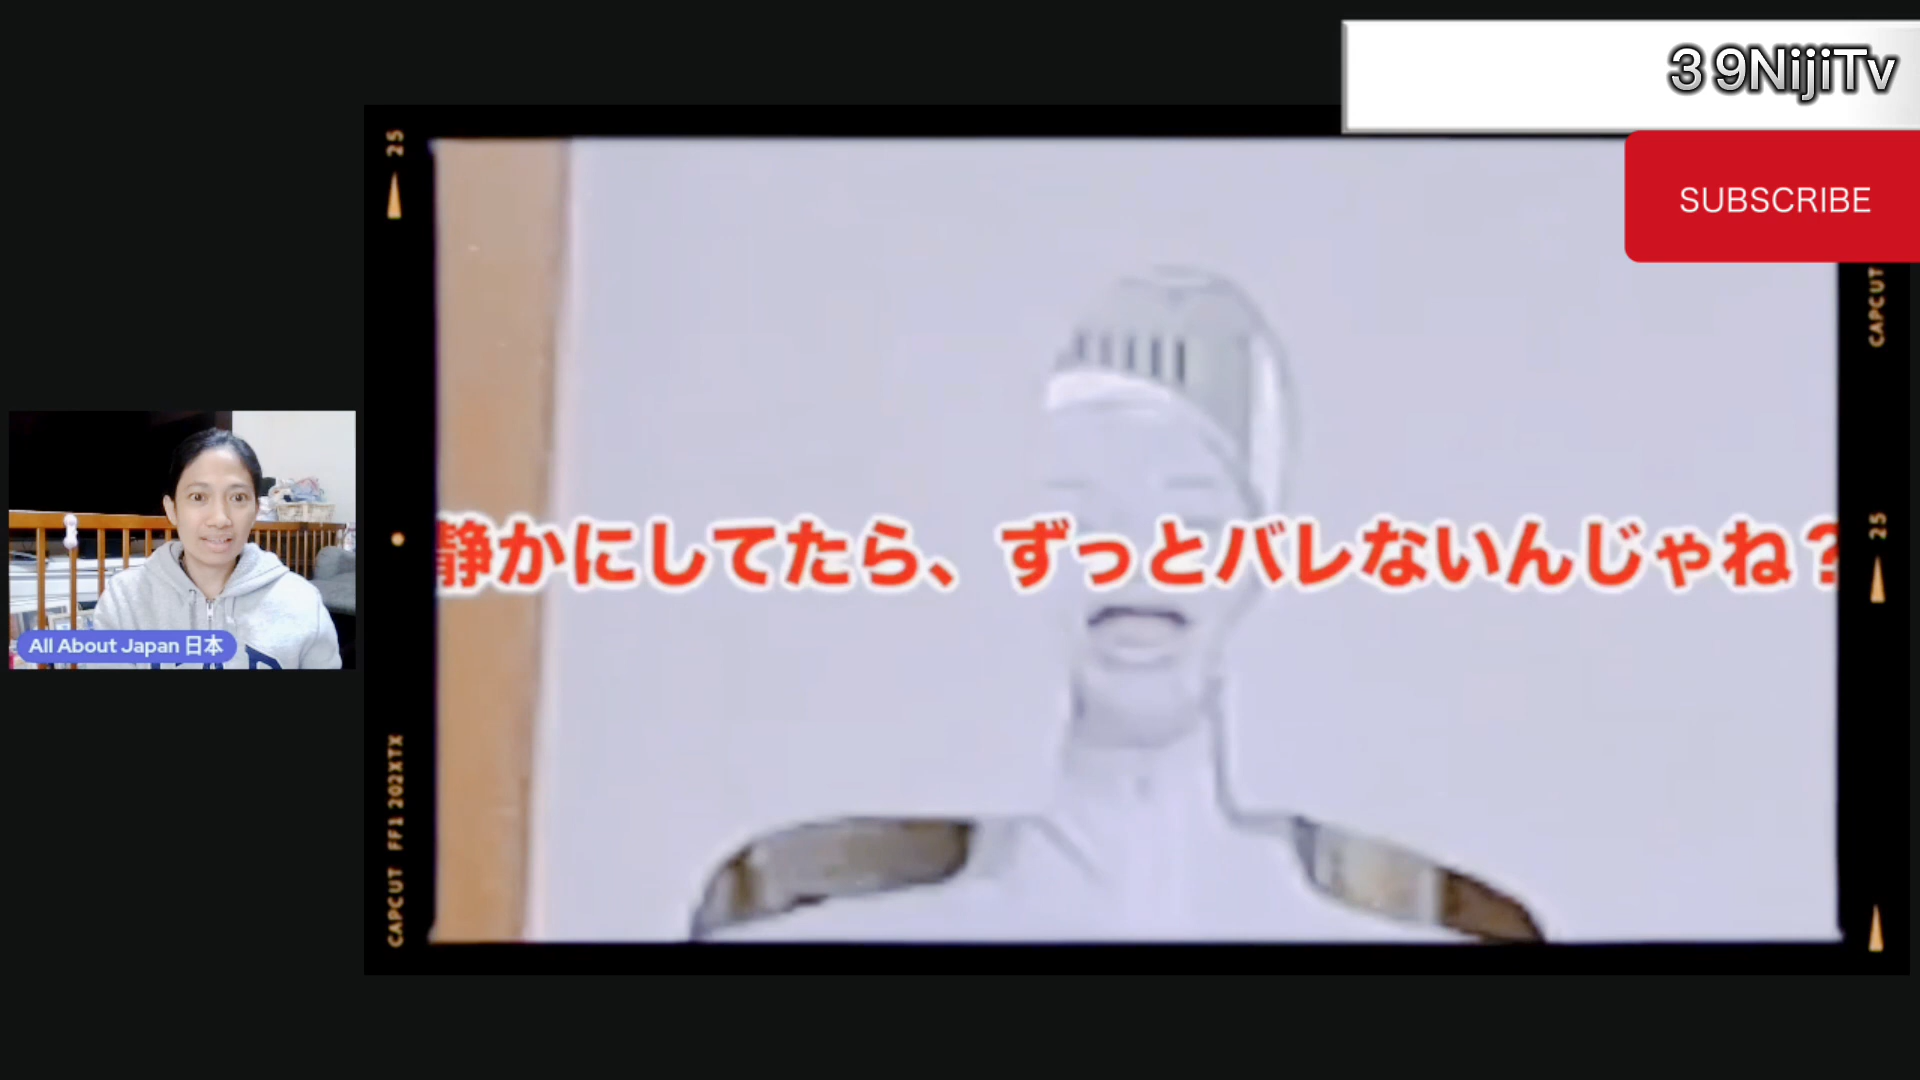 3 9NijiTv
SUBSCRIBE
25
CAPCUT
静かにしてたら、ずっとバレないんじゃね？
25
All About Japan 日本
CAPCUT FF1 202XTX